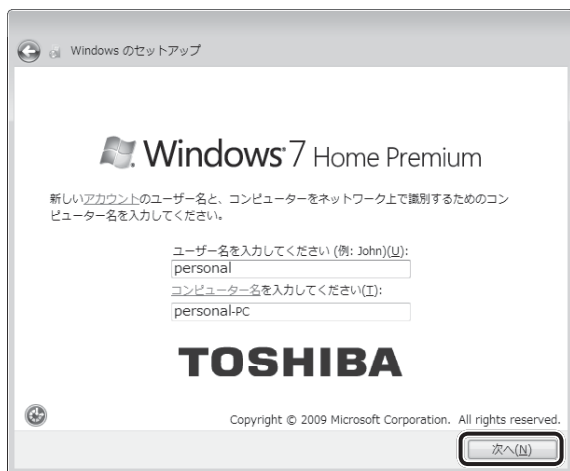 Windows のセットアップ
Windows 7 Home Premium
新しいアカウントのユーザー名と、コンピューターをネットワーク上で識別するためのコン
ピューター名を入力してください。
ユーザー名を入力してください (例: John)(U):
personal
コンピューター名を入力してください(T):
personal-PC
TOSHIBA
Copyright © 2009 Microsoft Corporation. All rights reserved.
次へ(N)